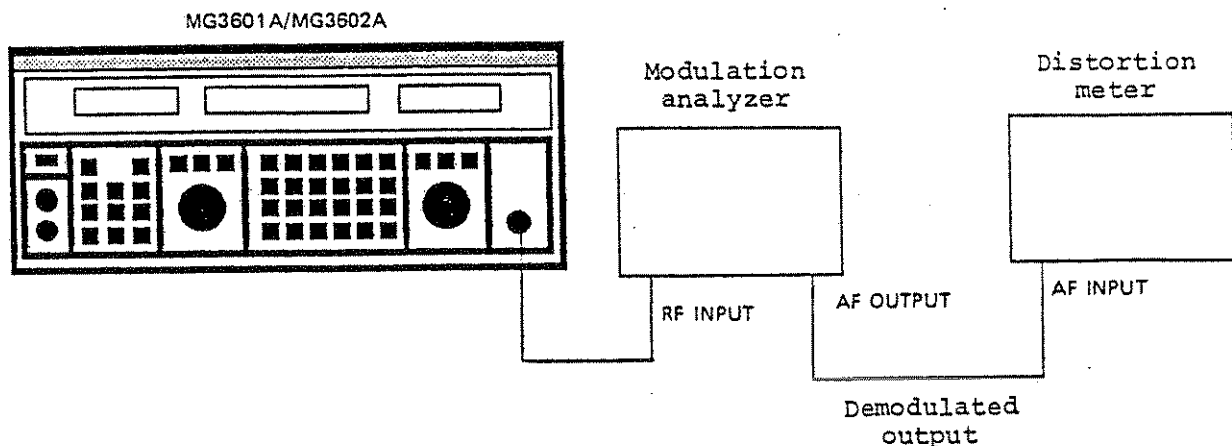 MG3601A/MG3602A
Modulation
analyzer
Distortion
meter
RF INPUT
AF OUTPUT
AF INPUT
Demodulated
output